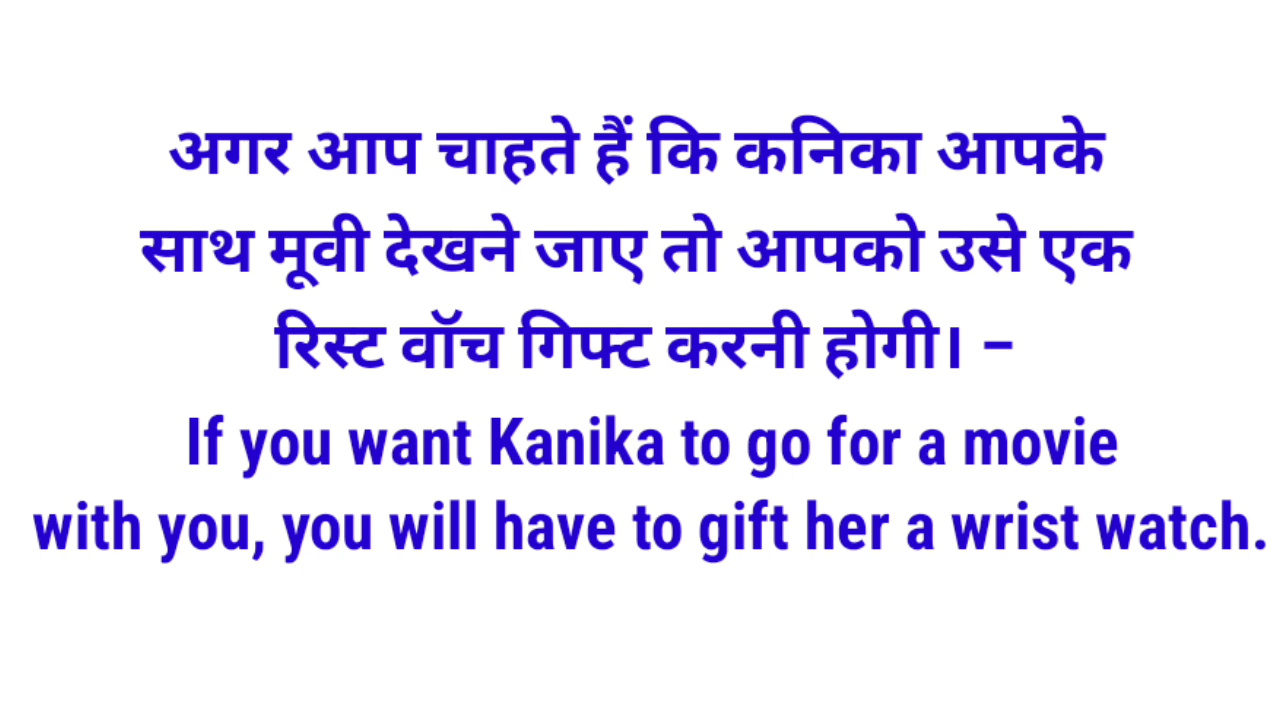 अगर आप चाहते हैं कि कनिका आपके
साथ मूवी देखने जाए तो आपको उसे एक
रिस्ट वॉच गिफ्ट करनी होगी। –
If you want Kanika to go for a movie
with you, you will have to gift her a wrist watch.